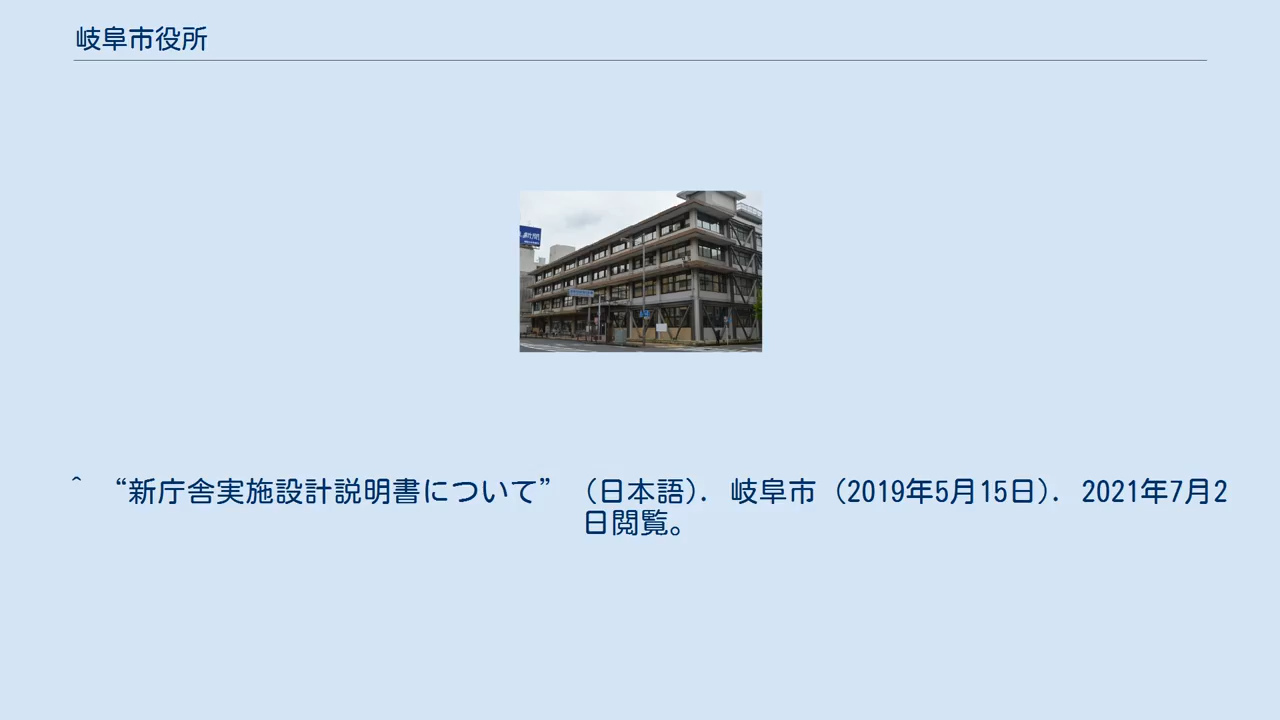 岐阜市役所
新聞
^ “新庁舎実施設計説明書について” (日本語). 岐阜市 (2019年5月15日). 2021年7月2
日閲覧。